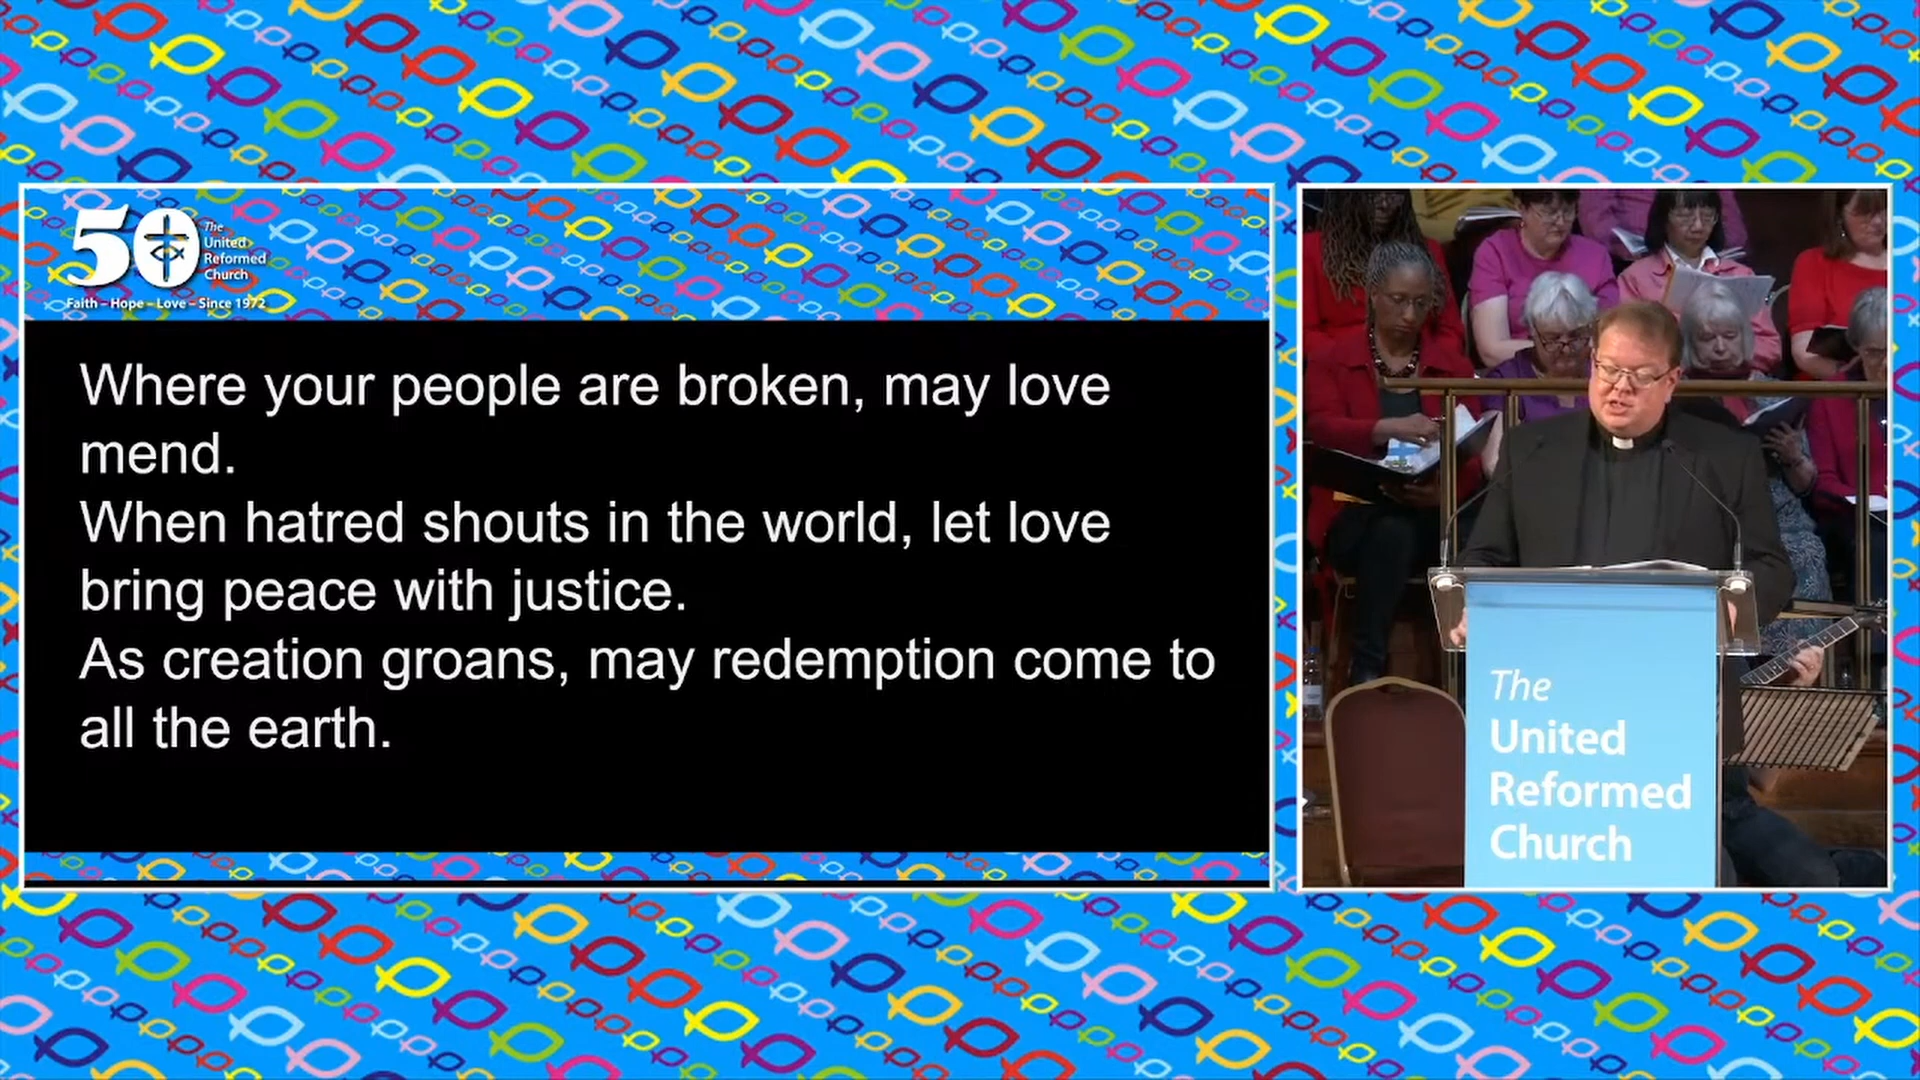 50
The
United
Reformed
Church
Faith – Hope – Love – Since 1972
Where your people are broken, may love
mend.
When hatred shouts in the world, let love
bring peace with justice.
As creation groans, may redemption come to
all the earth.
The
United
Reformed
Church